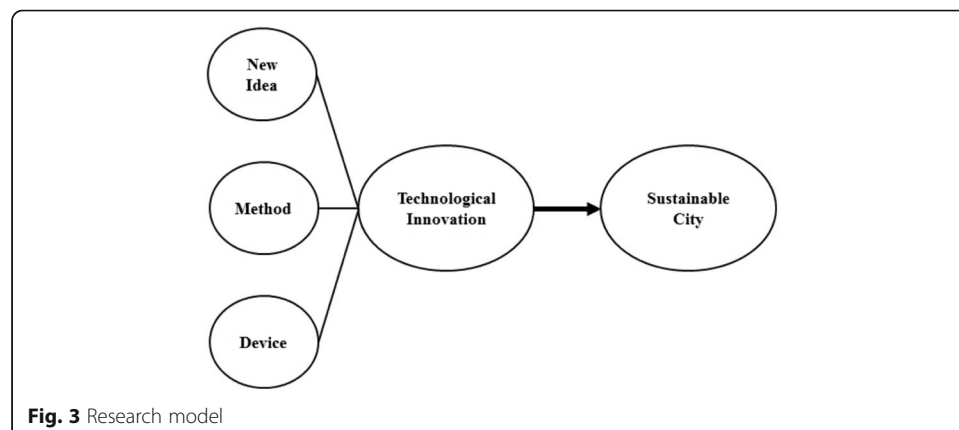 New
Idea
Method
Device
Technological
Innovation
Sustainable
City
Fig. 3 Research model